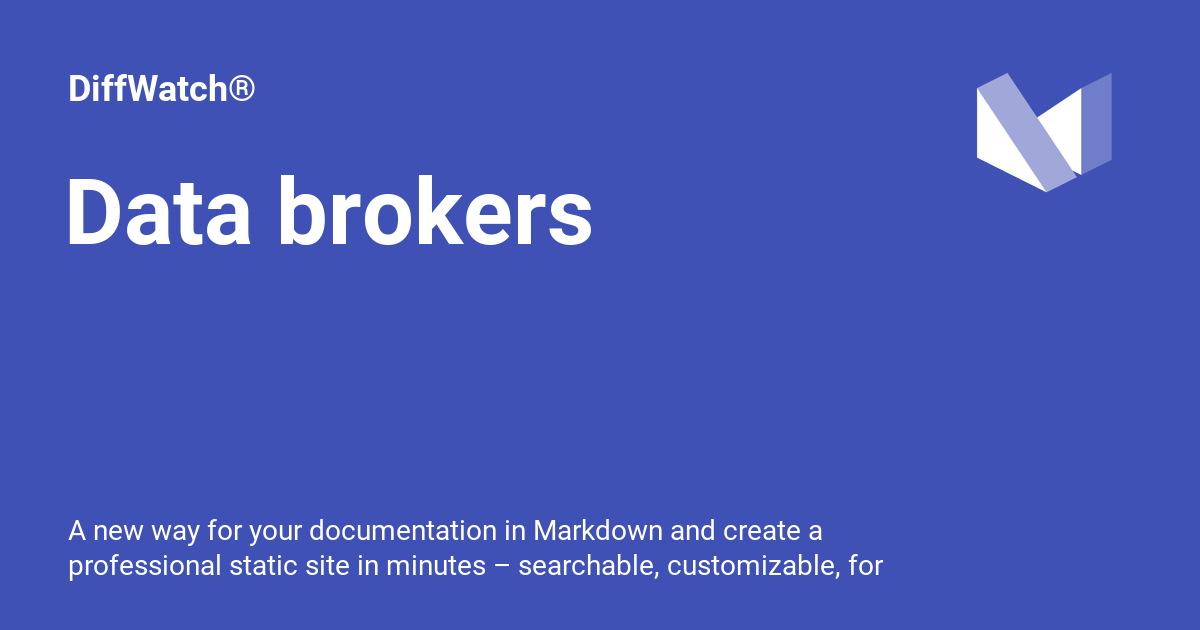 DiffWatch®
Data brokers
A new way for your documentation in Markdown and create a
professional static site in minutes – searchable, customizable, for